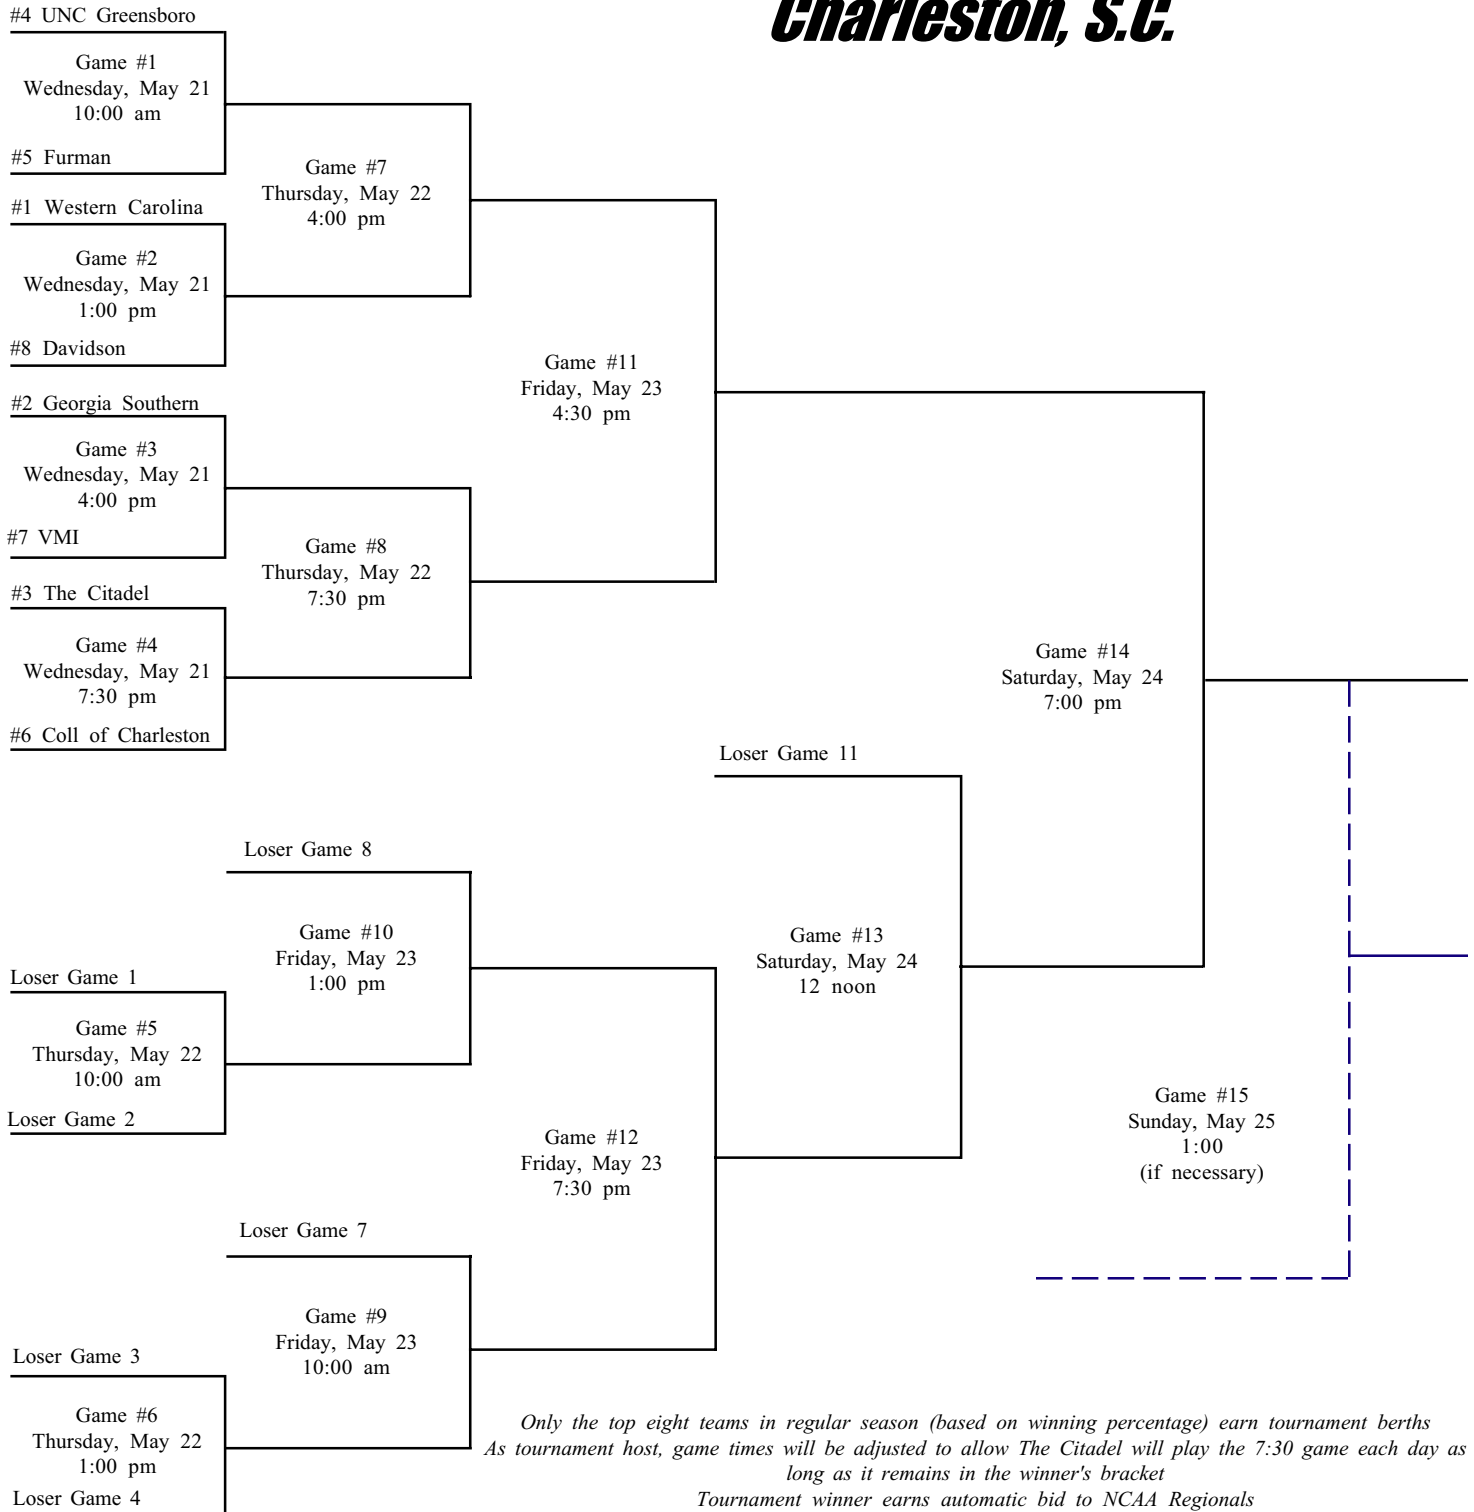 Charleston, S.C.
#4 UNC Greensboro
Game #1
Wednesday, May 21
10:00 am
#5 Furman
#1 Western Carolina
Game #2
Wednesday, May 21
1:00 pm
#8 Davidson
#2 Georgia Southern
Game #3
Wednesday, May 21
4:00 pm
#7 VMI
#3 The Citadel
Game #4
Wednesday, May 21
7:30 pm
#6 Coll of Charleston
Game #7
Thursday, May 22
4:00 pm
Game #8
Thursday, May 22
7:30 pm
Game #11
Friday, May 23
4:30 pm
Game #14
Saturday, May 24
7:00 pm
Loser Game 11
Loser Game 8
Game #10
Friday, May 23
1:00 pm
Game #13
Saturday, May 24
12 noon
Loser Game 1
Game #5
Thursday, May 22
10:00 am
Loser Game 2
Game #12
Friday, May 23
7:30 pm
Game #15
Sunday, May 25
1:00
(if necessary)
Loser Game 7
Game #9
Friday, May 23
10:00 am
Loser Game 3
Game #6
Thursday, May 22
1:00 pm
Loser Game 4
Only the top eight teams in regular season (based on winning percentage) earn tournament berths
As tournament host, game times will be adjusted to allow The Citadel will play the 7:30 game each day as
long as it remains in the winner's bracket
Tournament winner earns automatic bid to NCAA Regionals